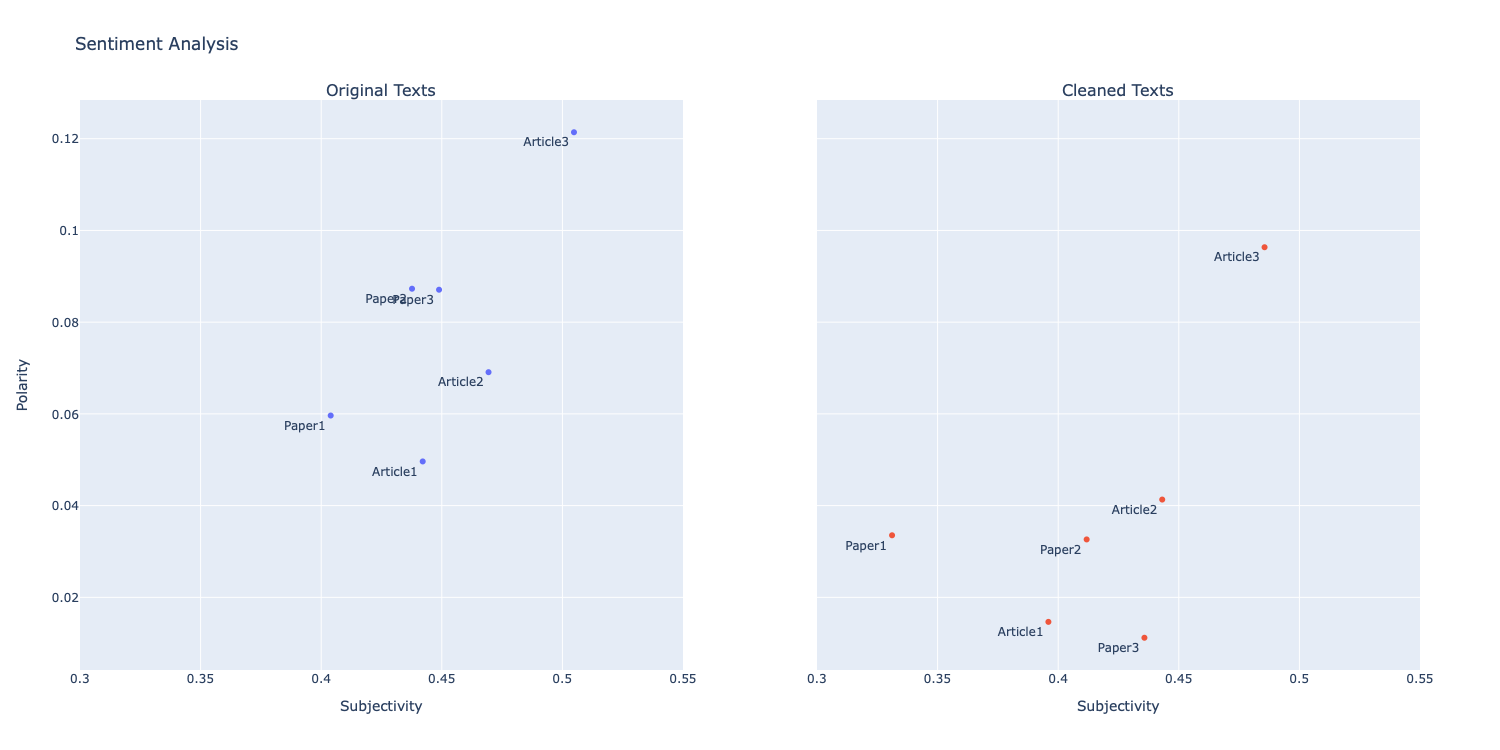 Sentiment Analysis
Original Texts
Cleaned Texts
Polarity
0.12
0.1
0.08
0.06
0.04
0.02
Article3
Paper2
Paper3
Article2
Paper1
Article1
0.3
0.35
0.4
0.45
0.5
0.55
Subjectivity
Article3
Article2
Paper1
Paper2
Article1
Paper3
0.3
0.35
0.4
0.45
0.5
0.55
Subjectivity